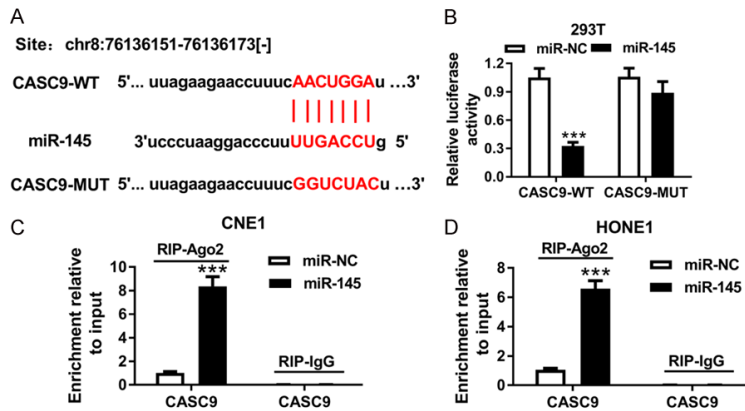 A
Site: chr8:76136151-76136173[-]
CASC9-WT 5'... uuagaagaaccuuucAACUGGAu ...3'
miR-145 3'ucccuaaggacccuuUUGACCUg 5'
CASC9-MUT 5'... uuagaagaaccuuucGGUCUACu ...3'
B
293T
miR-NC miR-145
Relative luciferase
activity
1.2
0.9
0.6
0.3
0.0
***
CASC9-WT CASC9-MUT
C
CNE1
RIP-Ago2
***
miR-NC
miR-145
Enrichment relative
to input
10
8
6
4
2
0
RIP-IgG
CASC9 CASC9
D
HONE1
RIP-Ago2
***
miR-NC
miR-145
Enrichment relative
to input
8
6
4
2
0
RIP-IgG
CASC9 CASC9